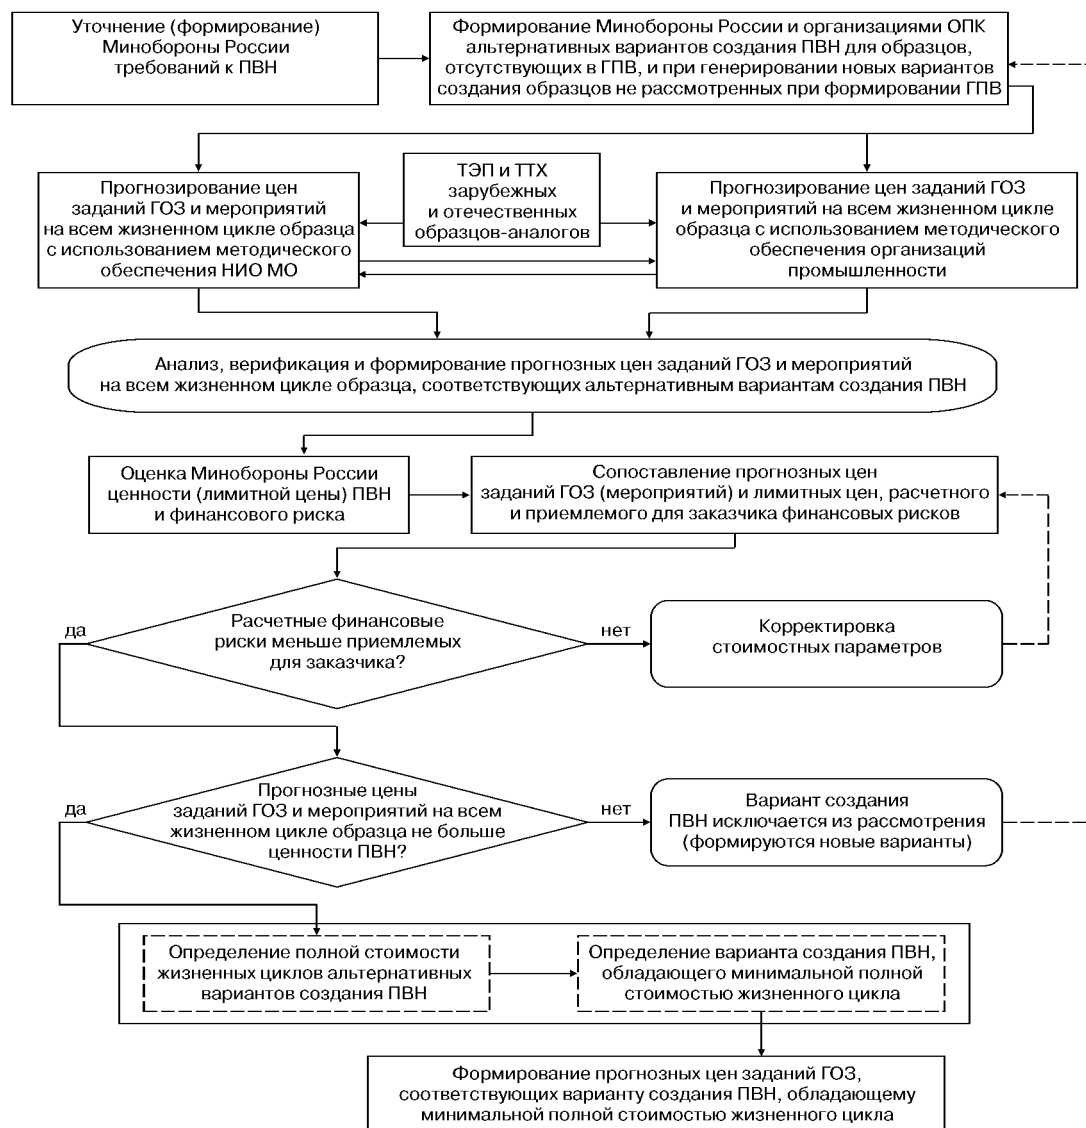 Уточнение (формирование)
Минобороны России
требований к ПВН
Формирование Минобороны России и организациями ОПК
альтернативных вариантов создания ПВН для образцов,
отсутствующих в ГПВ, и при генерировании новых вариантов
создания образцов не рассмотренных при формировании ГПВ
Прогнозирование цен
заданий ГОЗ и мероприятий
на всем жизненном цикле образца
с использованием методического
обеспечения НИО МО
ТЭП и ТТХ
зарубежных
и отечественных
образцов-аналогов
Прогнозирование цен заданий ГОЗ
и мероприятий на всем жизненном цикле
образца с использованием методического
обеспечения организаций
промышленности
Анализ, верификация и формирование прогнозных цен заданий ГОЗ и мероприятий
на всем жизненном цикле образца, соответствующих альтернативным вариантам создания ПВН
Оценка Минобороны России
ценности (лимитной цены) ПВН
и финансового риска
Сопоставление прогнозных цен
заданий ГОЗ (мероприятий) и лимитных цен, расчетного
и приемлемого для заказчика финансовых рисков
да
Расчетные финансовые
риски меньше приемлемых
для заказчика?
нет
Корректировка
стоимостных параметров
да
Прогнозные цены
заданий ГОЗ и мероприятий на всем
жизненном цикле образца не больше
ценности ПВН?
нет
Вариант создания
ПВН исключается из рассмотрения
(формируются новые варианты)
Определение полной стоимости
жизненных циклов альтернативных
вариантов создания ПВН
Определение варианта создания ПВН,
обладающего минимальной полной
стоимостью жизненного цикла
Формирование прогнозных цен заданий ГОЗ,
соответствующих варианту создания ПВН, обладающему
минимальной полной стоимостью жизненного цикла